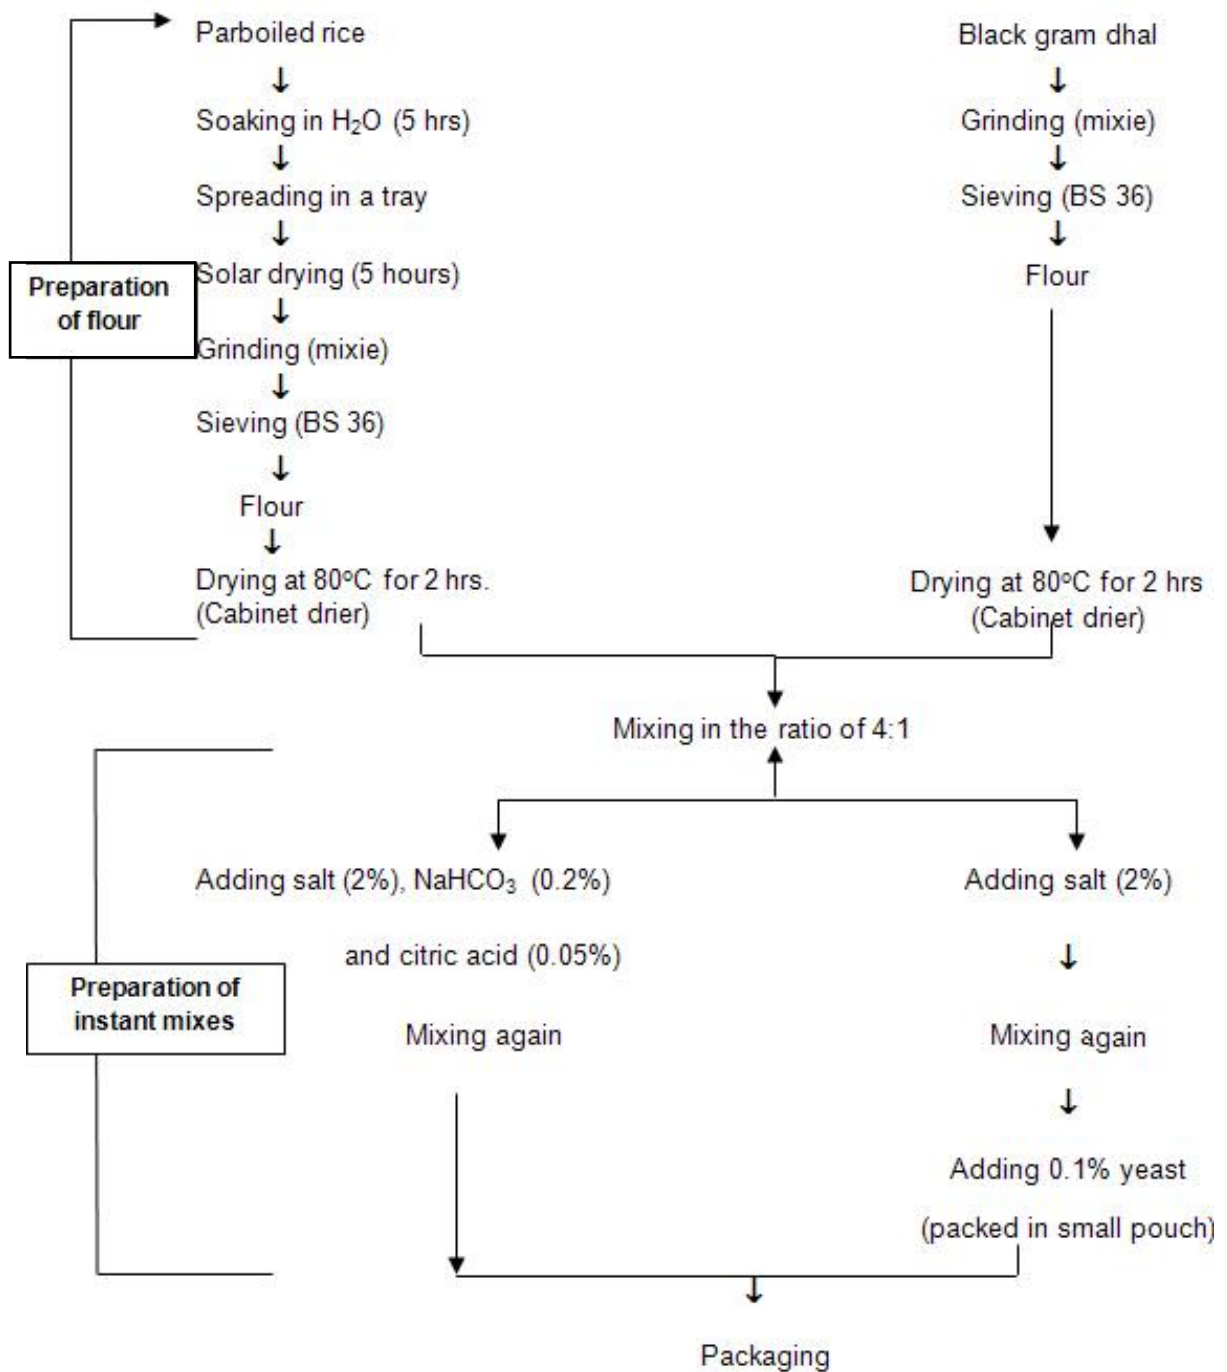 Parboiled rice
Soaking in H₂O (5 hrs)
Spreading in a tray
Solar drying (5 hours)
Grinding (mixie)
Sieving (BS 36)
Flour
Drying at 80ºC for 2 hrs.
(Cabinet drier)
Black gram dhal
Grinding (mixie)
Sieving (BS 36)
Flour
Drying at 80ºC for 2 hrs
(Cabinet drier)
Preparation
of flour
Mixing in the ratio of 4:1
Adding salt (2%), NaHCO₃ (0.2%)
and citric acid (0.05%)
Mixing again
Adding salt (2%)
Mixing again
Adding 0.1% yeast
(packed in small pouch)
Preparation of
instant mixes
Packaging